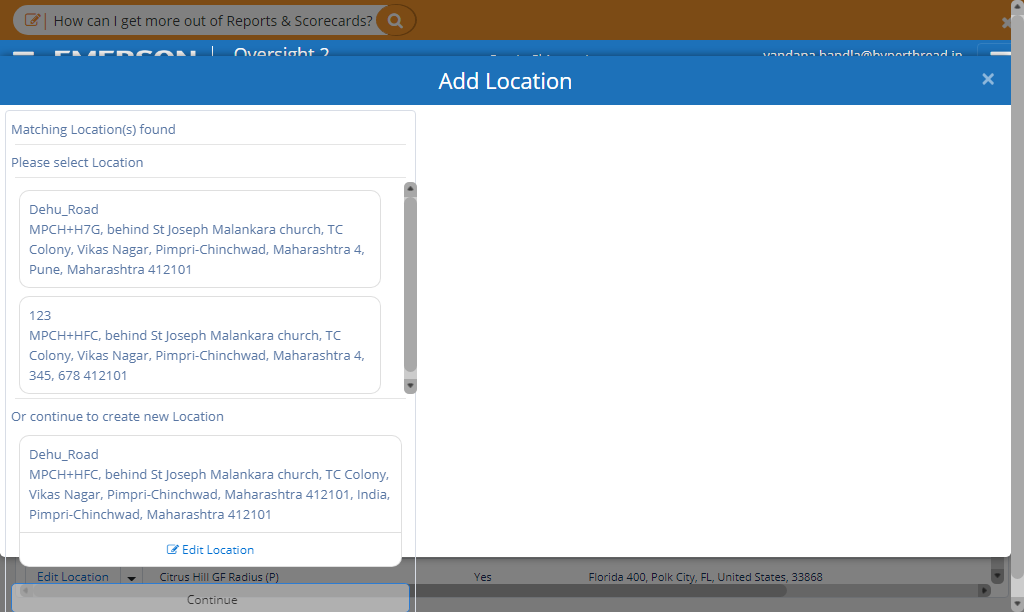 How can I get more out of Reports & Scorecards?
EMERSON Oversight 2 vandana.bandla@hyperthread.in
Add Location
Matching Location(s) found
Please select Location
Dehu_Road
MPCH+H7G, behind St Joseph Malankara church, TC
Colony, Vikas Nagar, Pimpri-Chinchwad, Maharashtra 4,
Pune, Maharashtra 412101
123
MPCH+HFC, behind St Joseph Malankara church, TC
Colony, Vikas Nagar, Pimpri-Chinchwad, Maharashtra 4,
345, 678 412101
Or continue to create new Location
Dehu_Road
MPCH+HFC, behind St Joseph Malankara church, TC Colony,
Vikas Nagar, Pimpri-Chinchwad, Maharashtra 412101, India,
Pimpri-Chinchwad, Maharashtra 412101
Edit Location
Edit Location Citrus Hill GF Radius (P) Yes Florida 400, Polk City, FL, United States, 33868
Continue